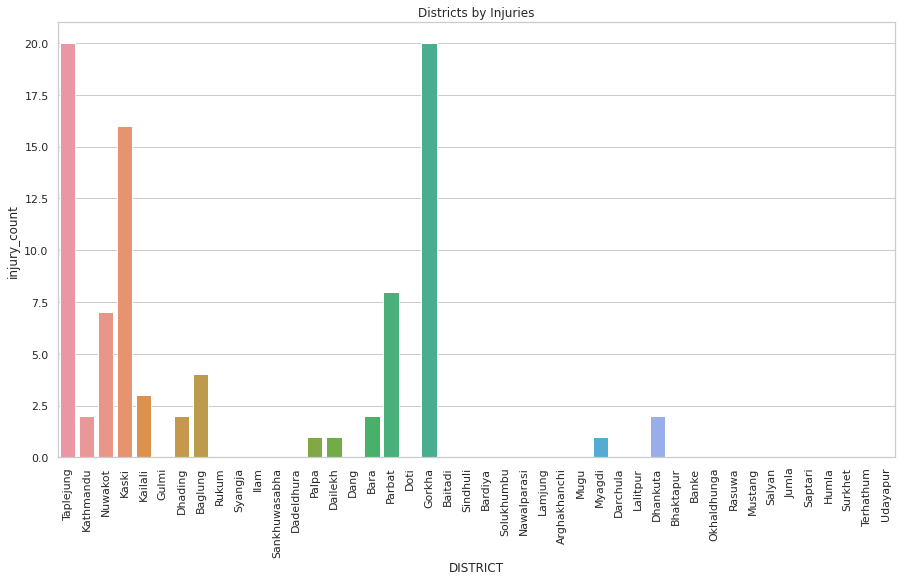 Districts by Injuries
20.0
17.5
15.0
12.5
10.0
7.5
5.0
2.5
0.0
injury_count
Taplejung
Kathmandu
Nuwakot
Kaski
Kailali
Gulmi
Dhading
Baglung
Rukum
Syangja
Ilam
Sankhuwasabha
Dadeldhura
Palpa
Dailekh
Dang
Bara
Parbat
Doti
Gorkha
Baitadi
Sindhuli
Bardiya
Solukhumbu
Nawalparasi
Lamjung
Arghakhanchi
Mugu
Myagdi
Darchula
Lalitpur
Dhankuta
Bhaktapur
Banke
Okhaldhunga
Rasuwa
Mustang
Salyan
Jumla
Saptari
Humla
Surkhet
Terhathum
Udayapur
DISTRICT